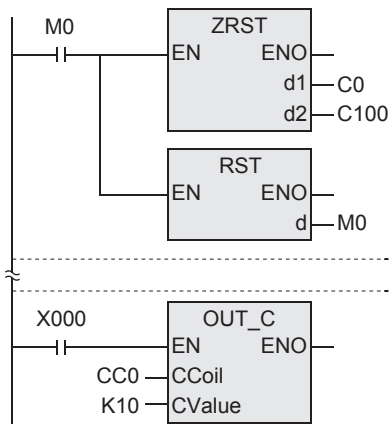 M0
ZRST
EN ENO
d1 C0
d2 C100
RST
EN ENO
d M0
X000
OUT_C
EN ENO
CC0 CCoil
K10 CValue